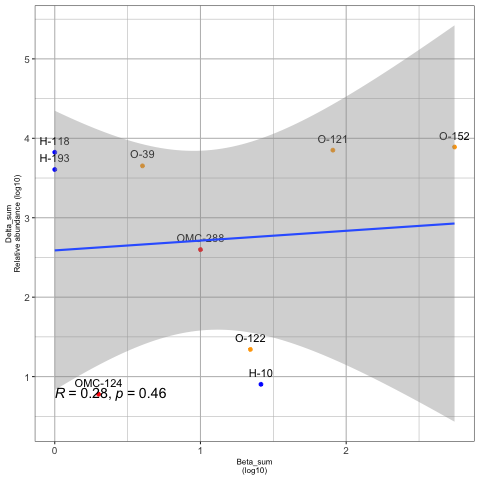 5
4
3
2
1
Delta_sum
Relative abundance (log10)
H-118
H-193
O-39
O-121
O-152
OMC-288
O-122
H-10
OMC-124
R = 0.28, p = 0.46
0
1
2
Beta_sum
(log10)